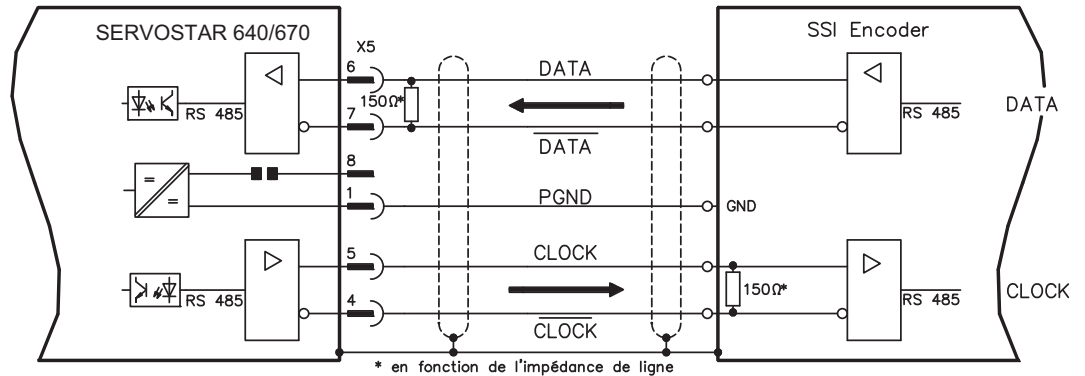 SERVOSTAR 640/670
SSI Encoder
X5
6
DATA
150Ω*
RS 485
7
DATA
RS 485
DATA
8
1
PGND
GND
5
CLOCK
RS 485
4
CLOCK
150Ω*
RS 485
CLOCK
* en fonction de l'impédance de ligne